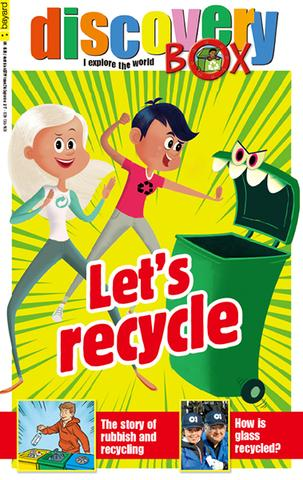 bayard
discovery
BOX
I explore the world
Let's
recycle
The story of
rubbish and
recycling
How is
glass
recycled?